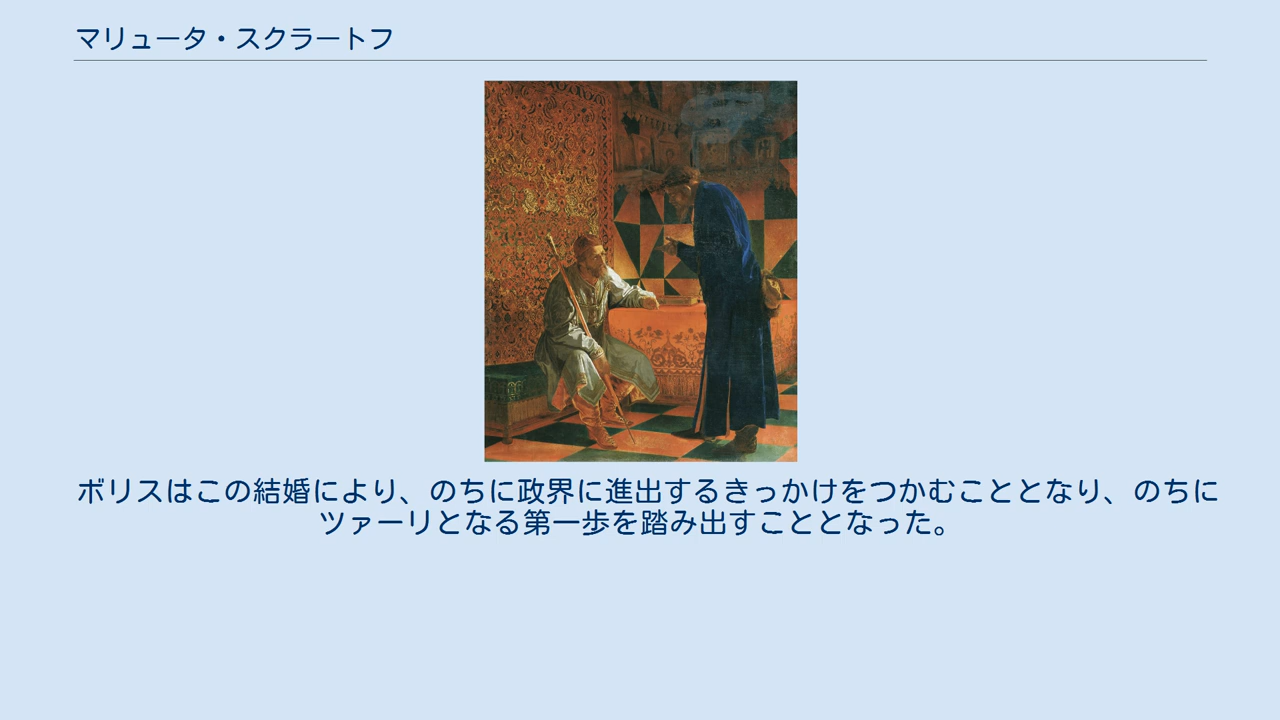 マリュータ・スクラートフ
ボリスはこの結婚により、のちに政界に進出するきっかけをつかむこととなり、のちに
ツァーリとなる第一歩を踏み出すこととなった。